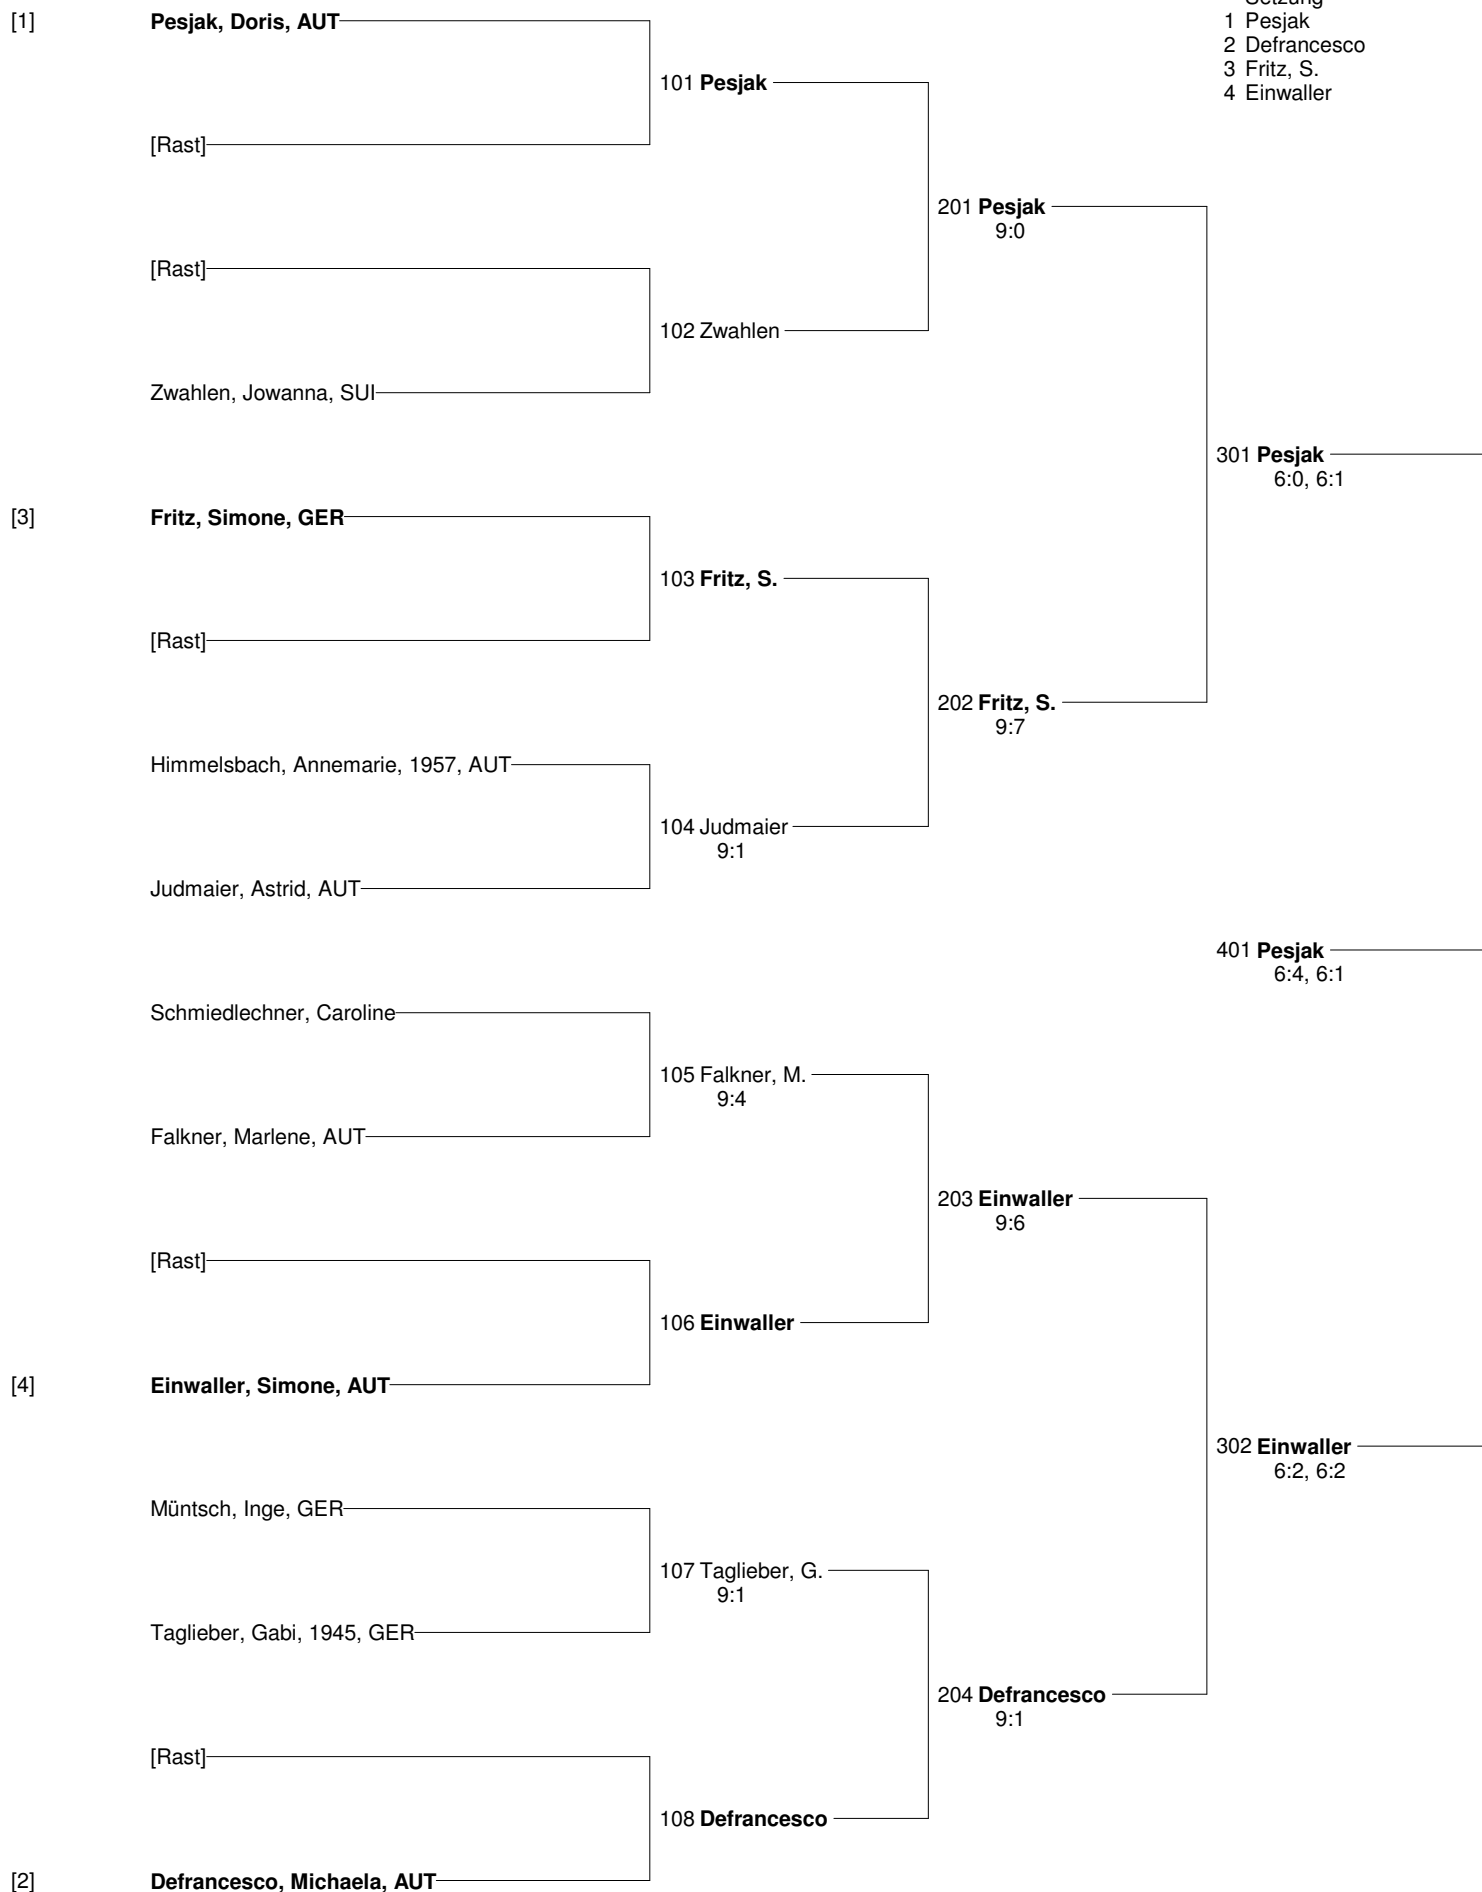 Setzung
1 Pesjak
2 Defrancesco
3 Fritz, S.
4 Einwaller
[1] Pesjak, Doris, AUT
101 Pesjak
[Rast]
201 Pesjak
9:0
[Rast]
102 Zwahlen
Zwahlen, Jowanna, SUI
301 Pesjak
6:0, 6:1
[3] Fritz, Simone, GER
103 Fritz, S.
[Rast]
202 Fritz, S.
9:7
Himmelsbach, Annemarie, 1957, AUT
104 Judmaier
9:1
Judmaier, Astrid, AUT
401 Pesjak
6:4, 6:1
Schmiedlechner, Caroline
105 Falkner, M.
9:4
Falkner, Marlene, AUT
203 Einwaller
9:6
[Rast]
106 Einwaller
[4] Einwaller, Simone, AUT
302 Einwaller
6:2, 6:2
Müntsch, Inge, GER
107 Taglieber, G.
9:1
Taglieber, Gabi, 1945, GER
204 Defrancesco
9:1
[Rast]
108 Defrancesco
[2] Defrancesco, Michaela, AUT